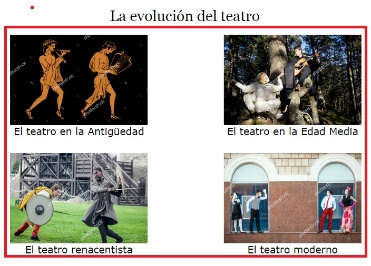 La evolución del teatro
El teatro en la Antigüedad
El teatro en la Edad Media
El teatro renacentista
El teatro moderno